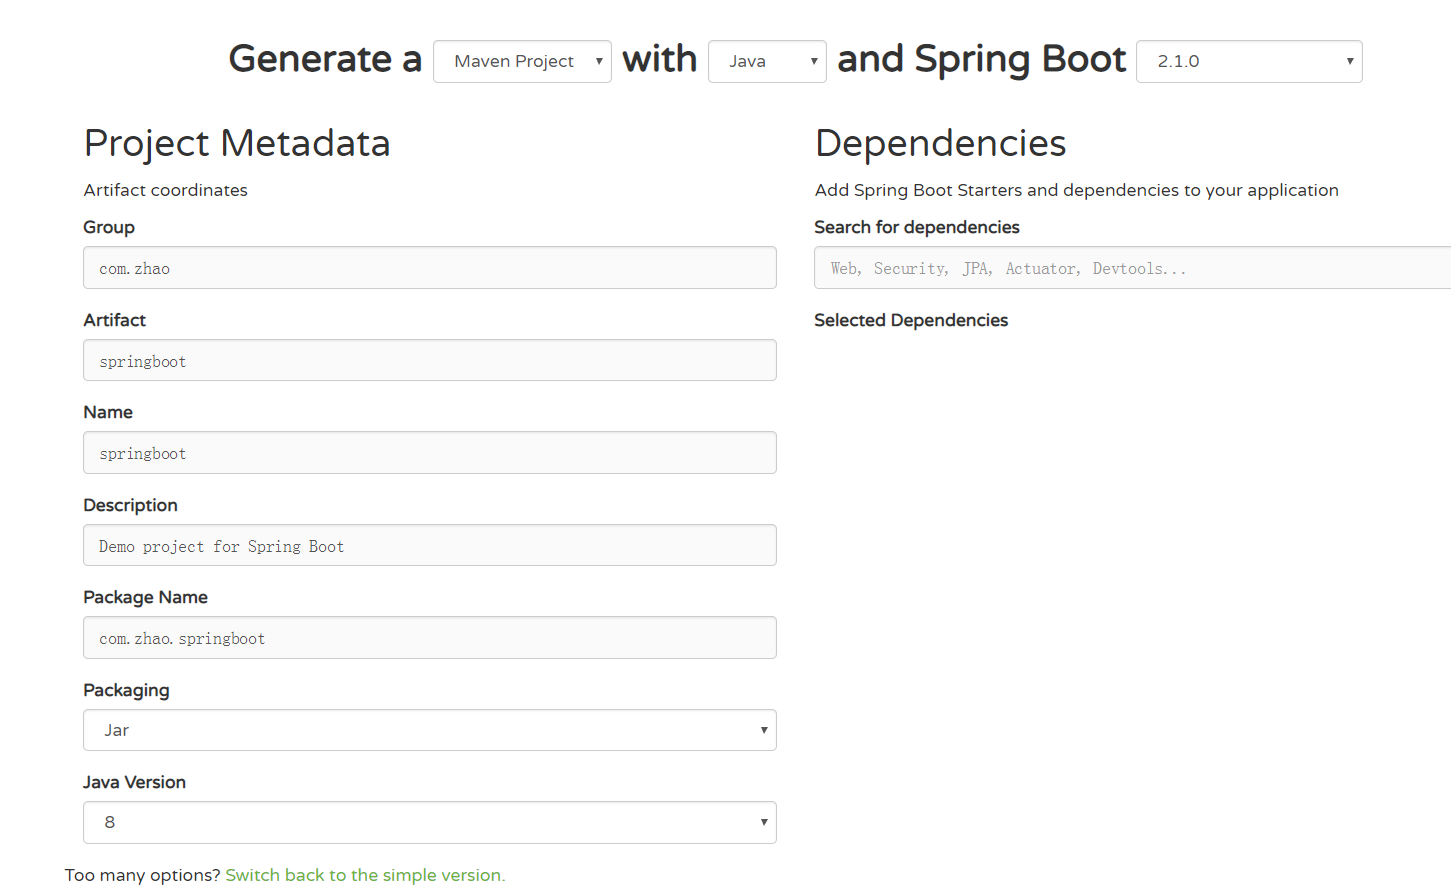 Generate a Maven Project with Java and Spring Boot 2.1.0
Project Metadata
Artifact coordinates
Group
com.zhao
Artifact
springboot
Name
springboot
Description
Demo project for Spring Boot
Package Name
com.zhao.springboot
Packaging
Jar
Java Version
8
Too many options? Switch back to the simple version.
Dependencies
Add Spring Boot Starters and dependencies to your application
Search for dependencies
Web, Security, JPA, Actuator, Devtools...
Selected Dependencies